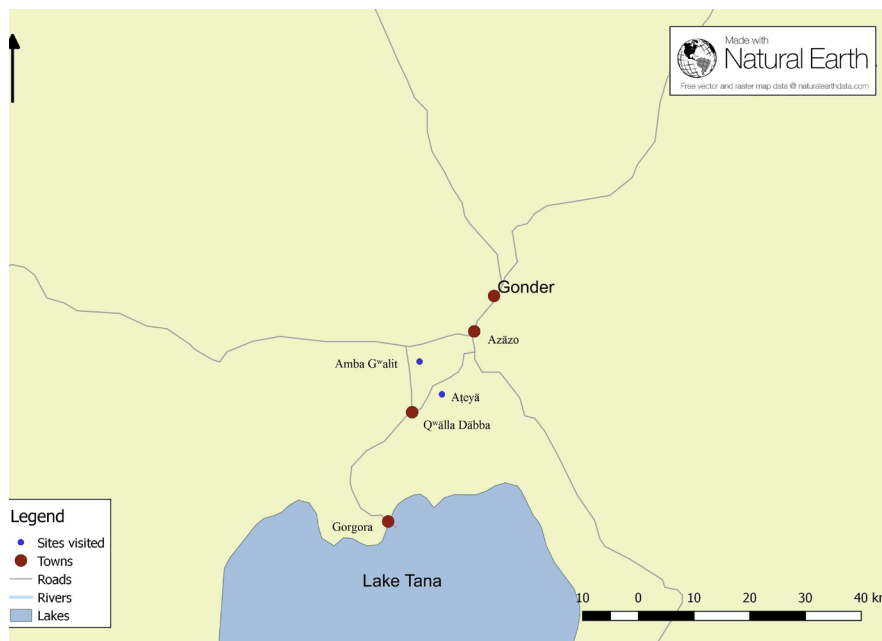 Made with
Natural Earth
Free vector and raster map data @ naturalearthdata.com
Gonder
Azäzo
Amba Gʷalit
Aṭeyä
Qʷälla Däbba
Gorgora
Lake Tana
Legend
Sites visited
Towns
Roads
Rivers
Lakes
10 0 10 20 30 40 km